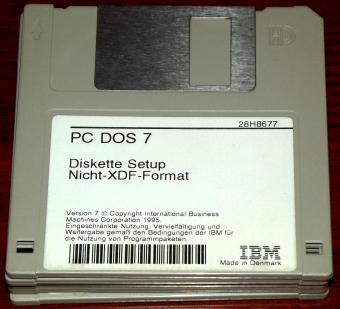 HD
28H8677
PC DOS 7
Diskette Setup
Nicht-XDF-Format
Version 7 © Copyright International Business
Machines Corporation 1995.
Eingeschränkte Nutzung, Vervielfältigung und
Weitergabe gemäß den Bedingungen der IBM für
die Nutzung von Programmpaketen.
IBM
Made in Denmark